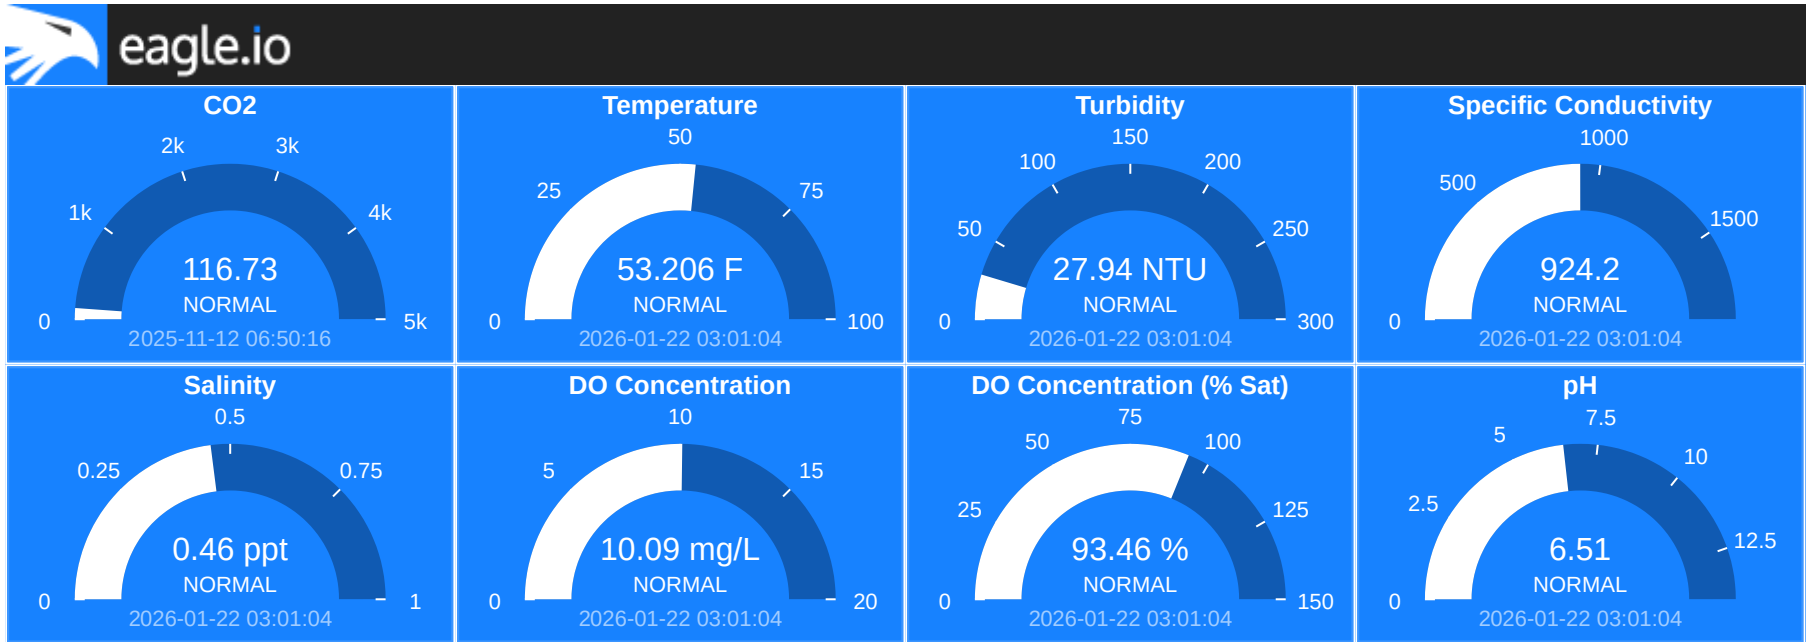 eagle.io
CO2
0
1k
2k
3k
4k
5k
116.73
NORMAL
2025-11-12 06:50:16
Temperature
0
25
50
75
100
53.206 F
NORMAL
2026-01-22 03:01:04
Turbidity
0
50
100
150
200
250
300
27.94 NTU
NORMAL
2026-01-22 03:01:04
Specific Conductivity
0
500
1000
1500
924.2
NORMAL
2026-01-22 03:01:04
Salinity
0
0.25
0.5
0.75
1
0.46 ppt
NORMAL
2026-01-22 03:01:04
DO Concentration
0
5
10
15
20
10.09 mg/L
NORMAL
2026-01-22 03:01:04
DO Concentration (% Sat)
0
25
50
75
100
125
150
93.46 %
NORMAL
2026-01-22 03:01:04
pH
0
2.5
5
7.5
10
12.5
6.51
NORMAL
2026-01-22 03:01:04